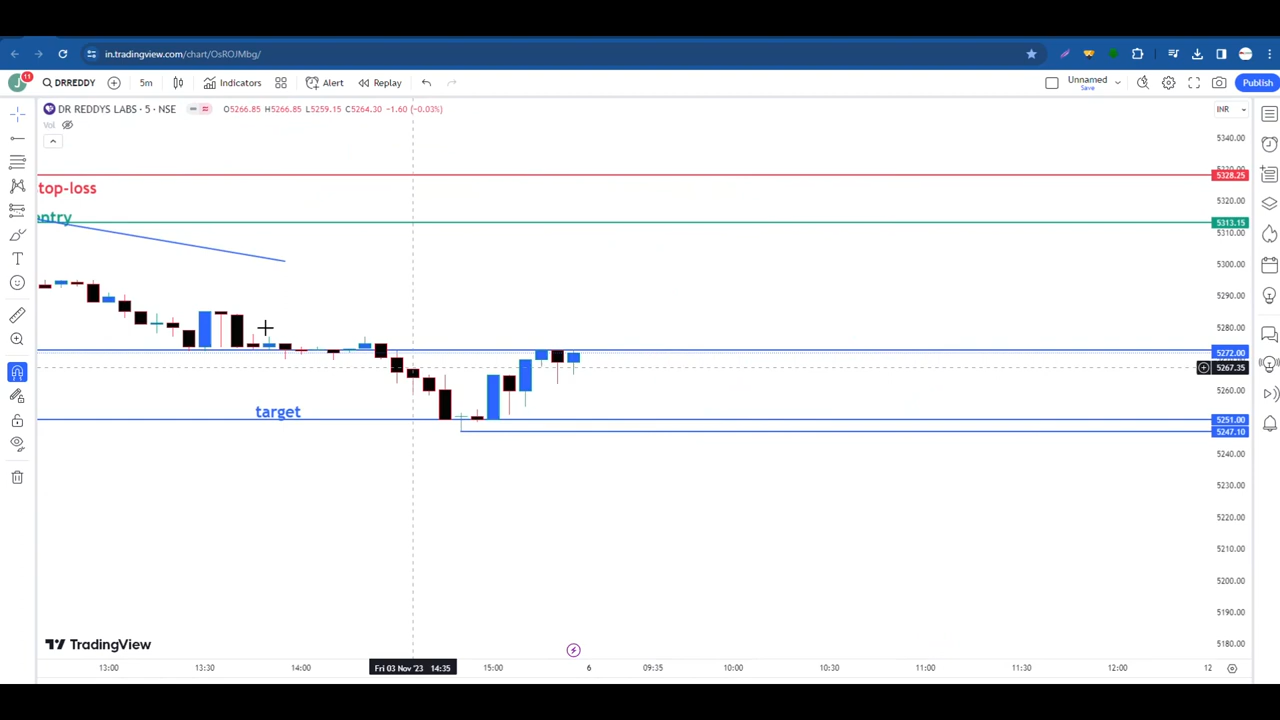 in.tradingview.com/chart/OsROJMbg/
J 11 DRREDDY 5m Indicators Alert Replay Unnamed Save Publish
DR REDDYS LABS · 5 · NSE O5266.85 H5266.85 L5259.15 C5264.30 −1.60 (−0.03%) INR
Vol
5340.00
5328.25
top-loss
5320.00
entry
5313.15
5310.00
5300.00
5290.00
5280.00
5272.00
5267.35
5260.00
target
5251.00
5247.10
5240.00
5230.00
5220.00
5210.00
5200.00
5190.00
5180.00
TradingView
13:00 13:30 14:00 Fri 03 Nov '23 14:35 15:00 6 09:35 10:00 10:30 11:00 11:30 12:00 12